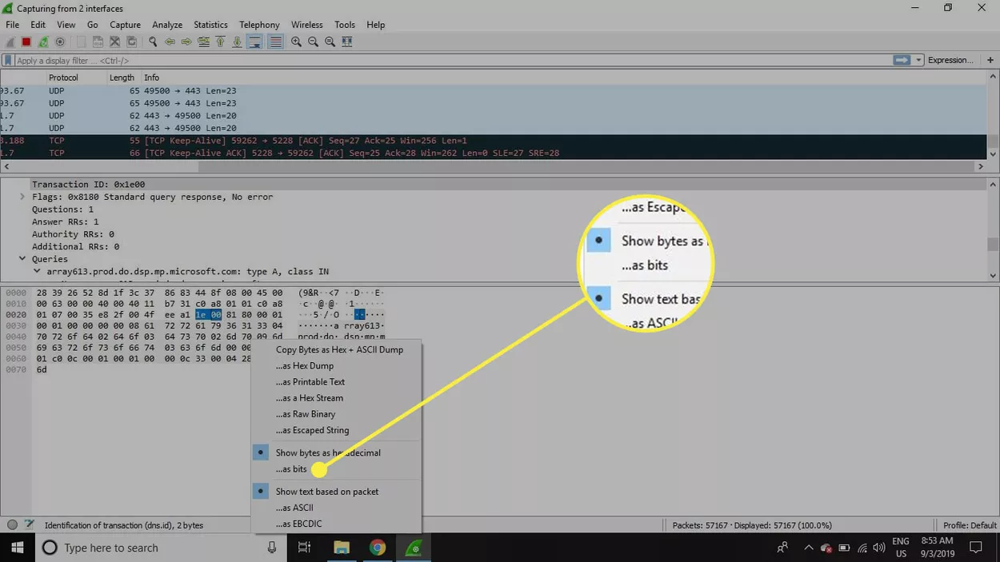 Capturing from 2 interfaces
File Edit View Go Capture Analyze Statistics Telephony Wireless Tools Help
Apply a display filter ... <Ctrl-/> Expression... +
Protocol Length Info
93.67 UDP 65 49500 → 443 Len=23
93.67 UDP 65 49500 → 443 Len=23
1.7 UDP 62 443 → 49500 Len=20
1.7 UDP 62 443 → 49500 Len=20
3.188 TCP 55 [TCP Keep-Alive] 59262 → 5228 [ACK] Seq=27 Ack=25 Win=256 Len=1
1.7 TCP 66 [TCP Keep-Alive ACK] 5228 → 59262 [ACK] Seq=25 Ack=28 Win=262 Len=0 SLE=27 SRE=28
Transaction ID: 0x1e00
Flags: 0x8180 Standard query response, No error
Questions: 1
Answer RRs: 1
Authority RRs: 0
Additional RRs: 0
Queries
array613.prod.do.dsp.mp.microsoft.com: type A, class IN
...as Escape
Show bytes as
...as bits
Show text bas
...as ASCII
0000 28 39 26 52 8d 1f 3c 37 86 83 44 8f 08 00 45 00 (9&R··<7 ··D···E·
0010 00 63 00 00 40 00 40 11 b7 31 c0 a8 01 01 c0 a8 ·c··@·@· ·1······
0020 01 07 00 35 e8 2f 00 4f ee a1 1e 00 81 80 00 01 ···5·/·O ········
0030 00 01 00 00 00 00 08 61 72 72 61 79 36 31 33 04 ·······a rray613·
0040 70 72 6f 64 02 64 6f 03 64 73 70 02 6d 70 09 6d prod·do· dsp·mp·m
0050 69 63 72 6f 73 6f 66 74 03 63 6f 6d 00 00
0060 01 c0 0c 00 01 00 01 00 00 0c 33 00 04 28
0070 6d
Copy Bytes as Hex + ASCII Dump
...as Hex Dump
...as Printable Text
...as a Hex Stream
...as Raw Binary
...as Escaped String
Show bytes as hexadecimal
...as bits
Show text based on packet
...as ASCII
...as EBCDIC
Identification of transaction (dns.id), 2 bytes Packets: 57167 · Displayed: 57167 (100.0%) Profile: Default
Type here to search ENG US 8:53 AM 9/3/2019